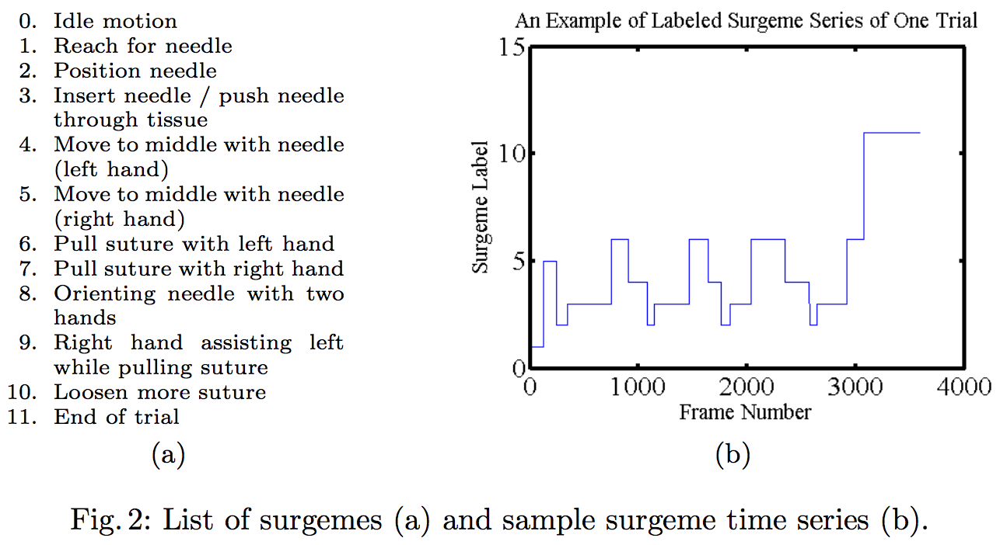 0. Idle motion
1. Reach for needle
2. Position needle
3. Insert needle / push needle
through tissue
4. Move to middle with needle
(left hand)
5. Move to middle with needle
(right hand)
6. Pull suture with left hand
7. Pull suture with right hand
8. Orienting needle with two
hands
9. Right hand assisting left
while pulling suture
10. Loosen more suture
11. End of trial
(a)
An Example of Labeled Surgeme Series of One Trial
15
10
5
0
Surgeme Label
0 1000 2000 3000 4000
Frame Number
(b)
Fig. 2: List of surgemes (a) and sample surgeme time series (b).